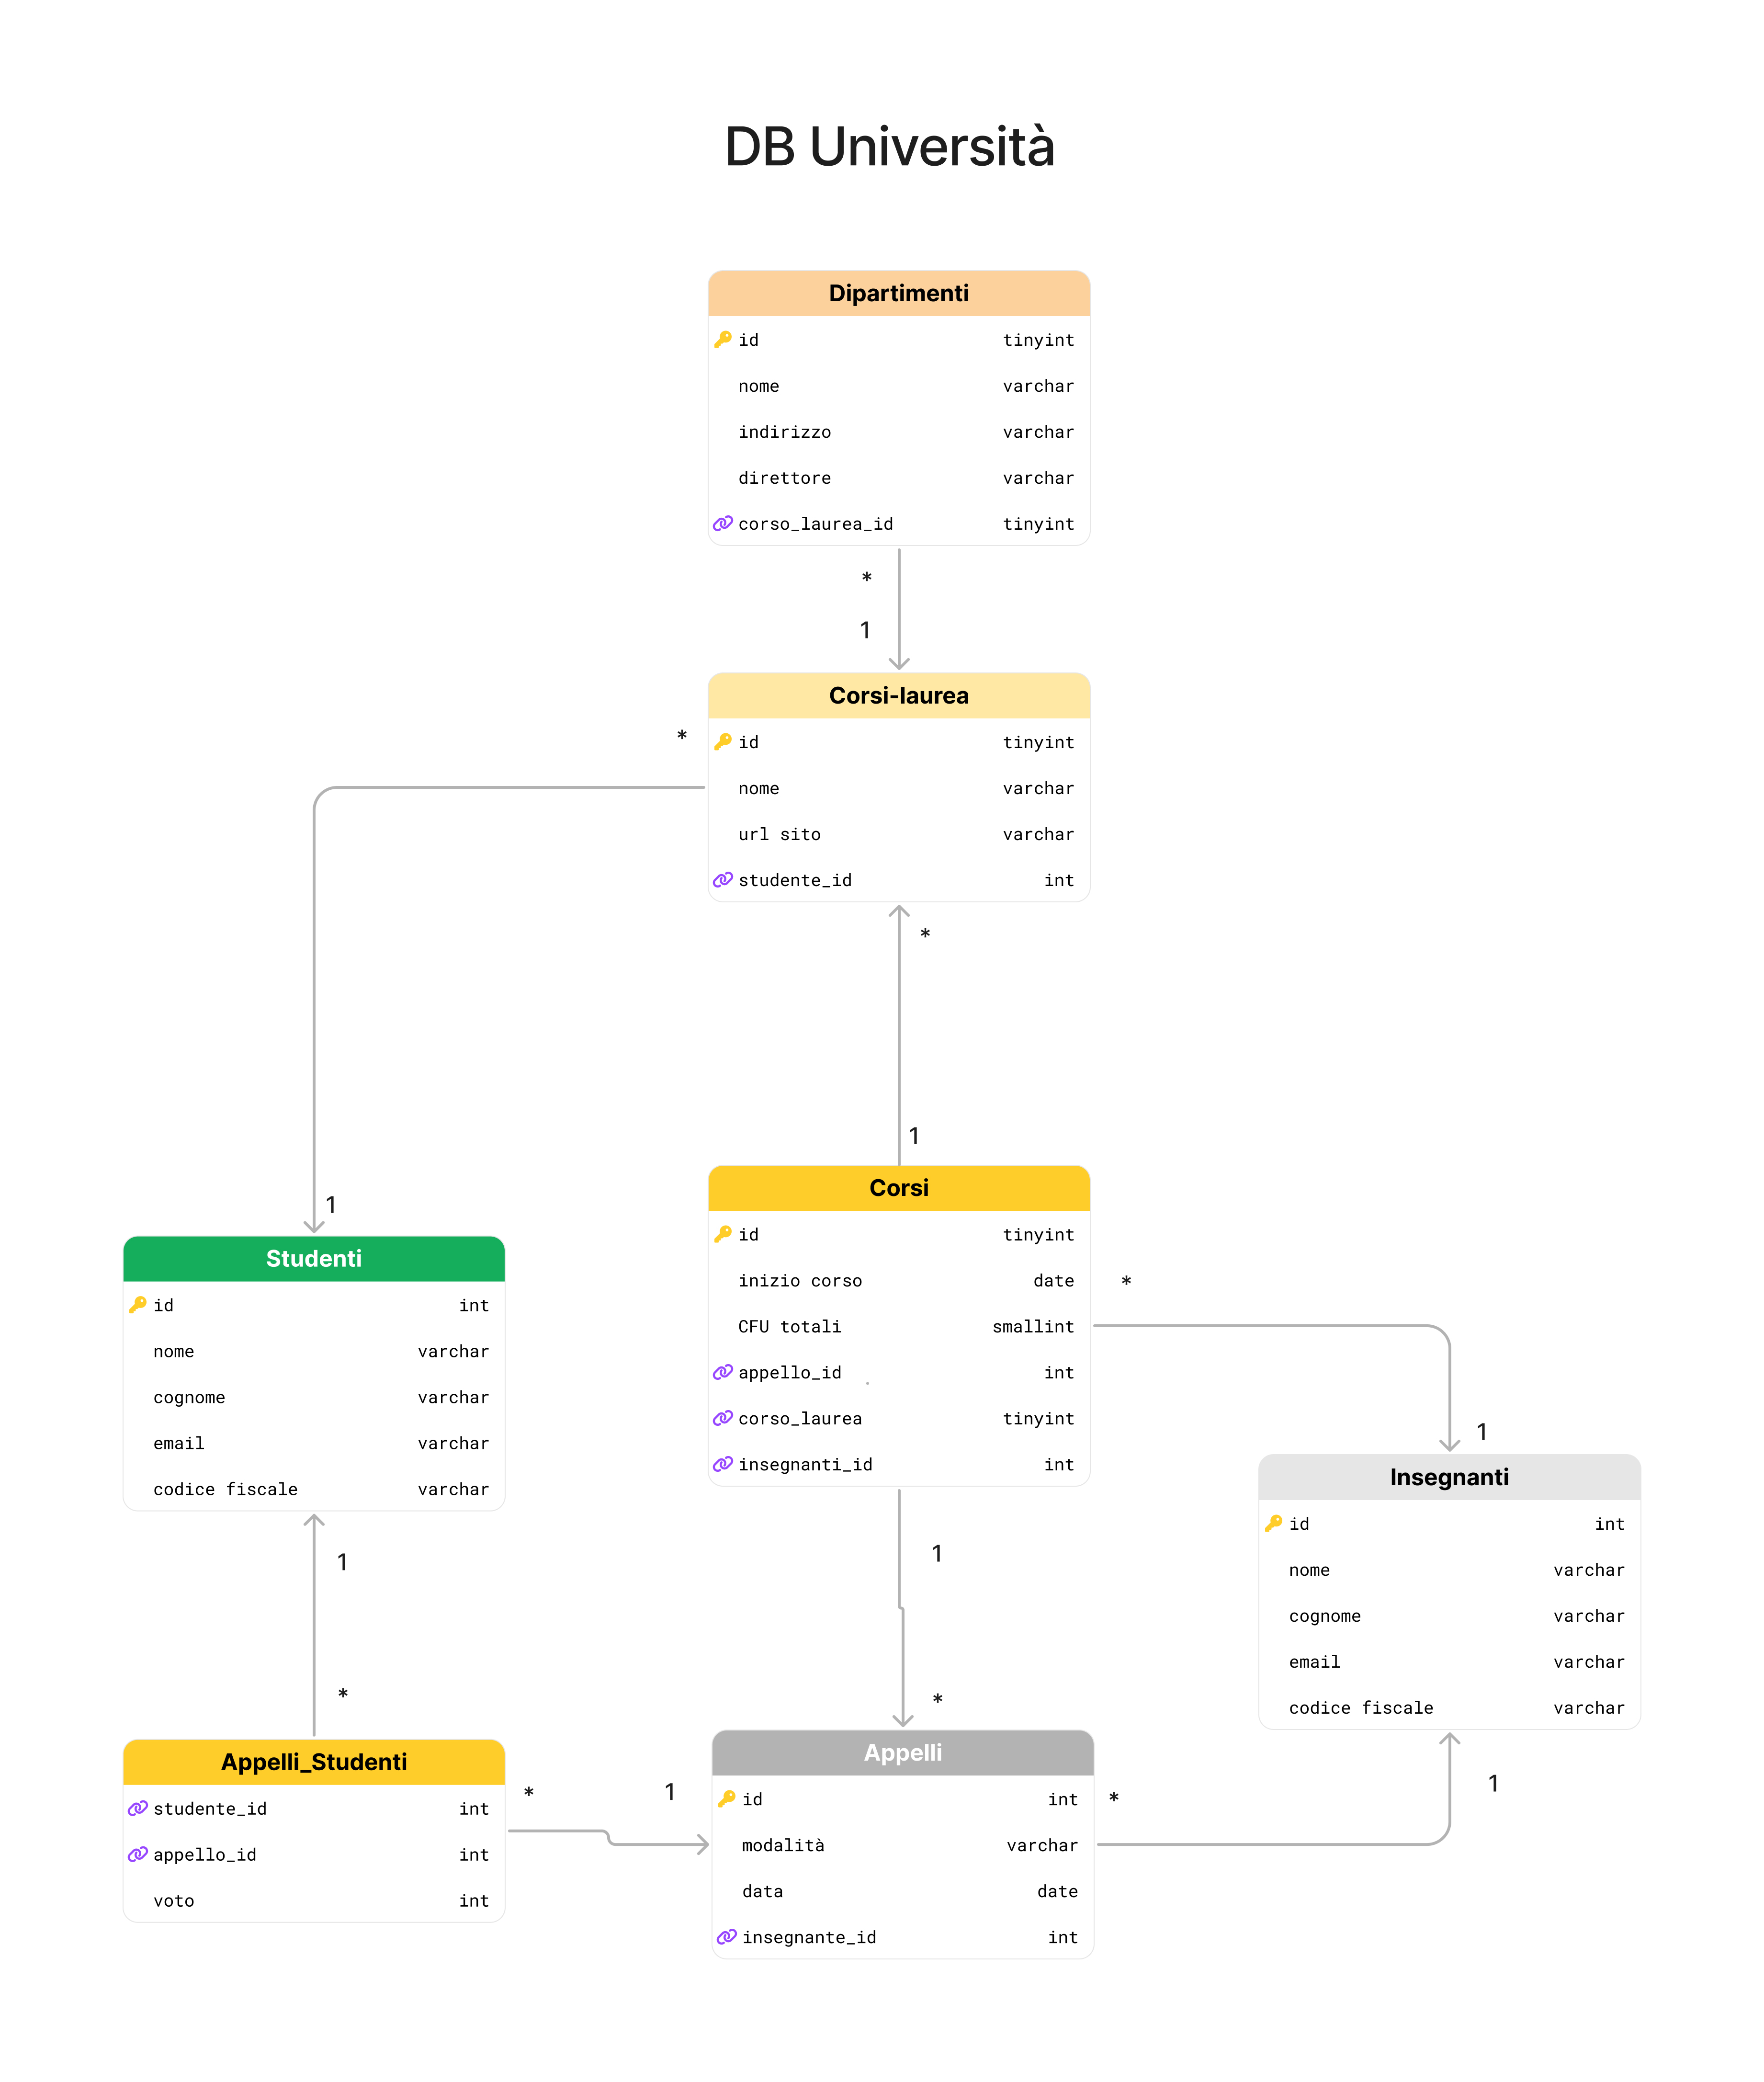 DB Università
Dipartimenti
id tinyint
nome varchar
indirizzo varchar
direttore varchar
corso_laurea_id tinyint
*
1
Corsi-laurea
id tinyint
nome varchar
url sito varchar
studente_id int
*
*
1
1
Corsi
id tinyint
inizio corso date
CFU totali smallint
appello_id int
corso_laurea tinyint
insegnanti_id int
*
1
Studenti
id int
nome varchar
cognome varchar
email varchar
codice fiscale varchar
Insegnanti
id int
nome varchar
cognome varchar
email varchar
codice fiscale varchar
1
1
*
*
Appelli_Studenti
studente_id int
appello_id int
voto int
*
1
Appelli
id int
modalità varchar
data date
insegnante_id int
*
1